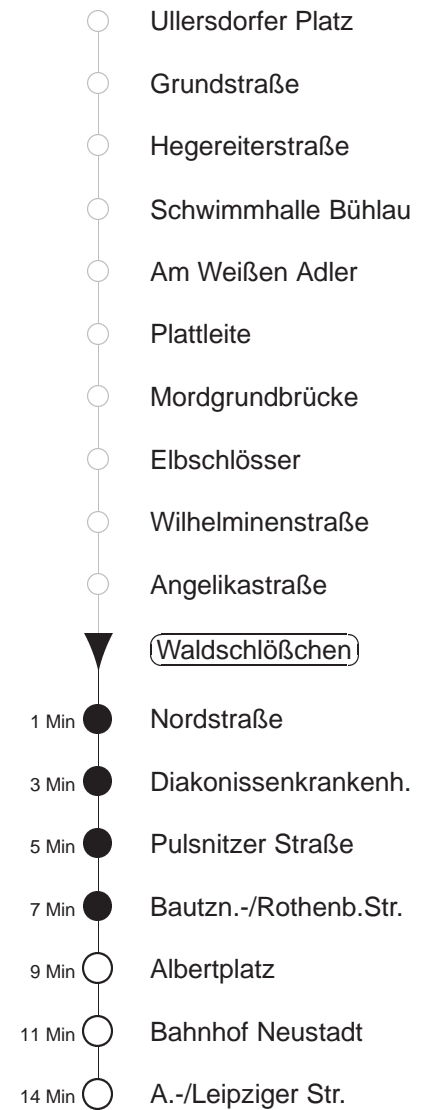 Ullersdorfer Platz
Grundstraße
Hegereiterstraße
Schwimmhalle Bühlau
Am Weißen Adler
Plattleite
Mordgrundbrücke
Elbschlösser
Wilhelminenstraße
Angelikastraße
Waldschlößchen
1 Min Nordstraße
3 Min Diakonissenkrankenh.
5 Min Pulsnitzer Straße
7 Min Bautzn.-/Rothenb.Str.
9 Min Albertplatz
11 Min Bahnhof Neustadt
14 Min A.-/Leipziger Str.